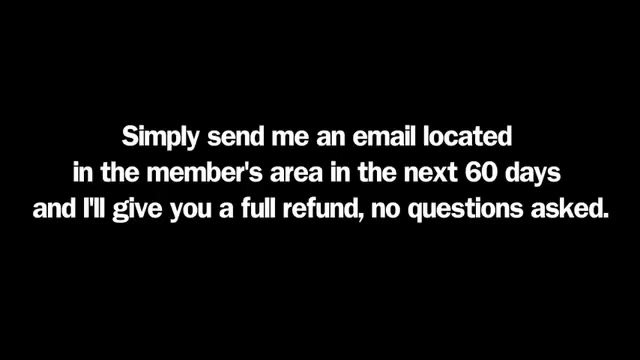 Simply send me an email located
in the member's area in the next 60 days
and I'll give you a full refund, no questions asked.